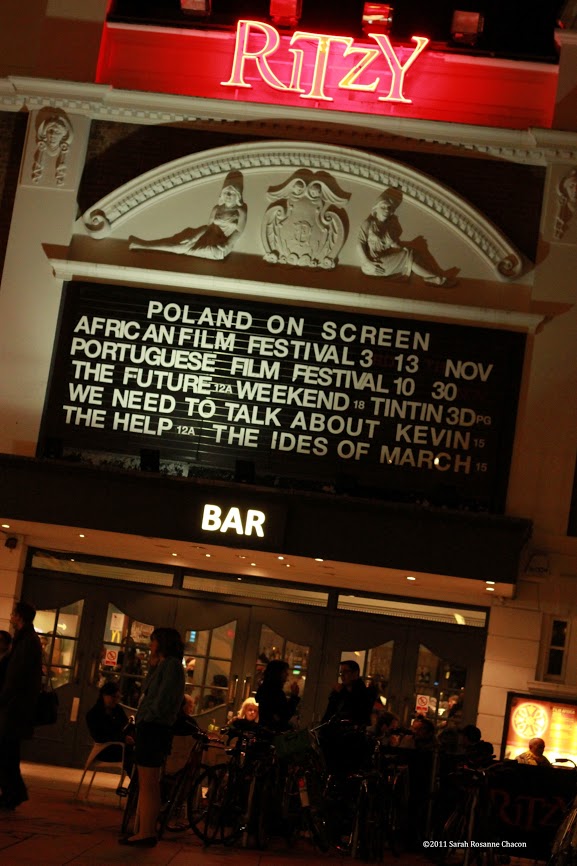 RiTZY
POLAND ON SCREEN
AFRICAN FILM FESTIVAL 3 13 NOV
PORTUGUESE FILM FESTIVAL 10 30
THE FUTURE 12A WEEKEND 18 TINTIN 3D PG
WE NEED TO TALK ABOUT KEVIN 15
THE HELP 12A THE IDES OF MARCH 15
BAR
RITZY
©2011 Sarah Rosanne Chacon